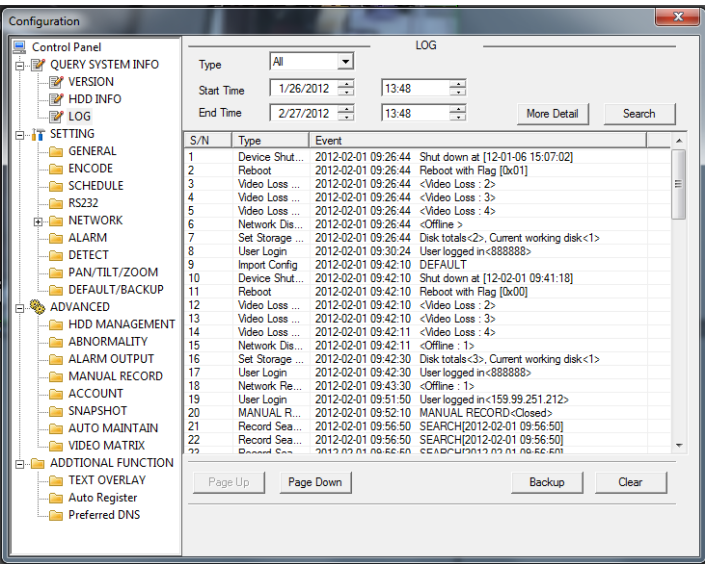 Configuration
Control Panel
QUERY SYSTEM INFO
VERSION
HDD INFO
LOG
SETTING
GENERAL
ENCODE
SCHEDULE
RS232
NETWORK
ALARM
DETECT
PAN/TILT/ZOOM
DEFAULT/BACKUP
ADVANCED
HDD MANAGEMENT
ABNORMALITY
ALARM OUTPUT
MANUAL RECORD
ACCOUNT
SNAPSHOT
AUTO MAINTAIN
VIDEO MATRIX
ADDTIONAL FUNCTION
TEXT OVERLAY
Auto Register
Preferred DNS
LOG
Type All
Start Time 1/26/2012 13:48
End Time 2/27/2012 13:48 More Detail Search
S/N Type Event
1 Device Shut... 2012-02-01 09:26:44 Shut down at [12-01-06 15:07:02]
2 Reboot 2012-02-01 09:26:44 Reboot with Flag [0x01]
3 Video Loss ... 2012-02-01 09:26:44 <Video Loss : 2>
4 Video Loss ... 2012-02-01 09:26:44 <Video Loss : 3>
5 Video Loss ... 2012-02-01 09:26:44 <Video Loss : 4>
6 Network Dis... 2012-02-01 09:26:44 <Offline >
7 Set Storage ... 2012-02-01 09:26:44 Disk totals<2>, Current working disk<1>
8 User Login 2012-02-01 09:30:24 User logged in<888888>
9 Import Config 2012-02-01 09:42:10 DEFAULT
10 Device Shut... 2012-02-01 09:42:10 Shut down at [12-02-01 09:41:18]
11 Reboot 2012-02-01 09:42:10 Reboot with Flag [0x00]
12 Video Loss ... 2012-02-01 09:42:10 <Video Loss : 2>
13 Video Loss ... 2012-02-01 09:42:10 <Video Loss : 3>
14 Video Loss ... 2012-02-01 09:42:11 <Video Loss : 4>
15 Network Dis... 2012-02-01 09:42:11 <Offline : 1>
16 Set Storage ... 2012-02-01 09:42:30 Disk totals<3>, Current working disk<1>
17 User Login 2012-02-01 09:42:30 User logged in<888888>
18 Network Re... 2012-02-01 09:43:30 <Offline : 1>
19 User Login 2012-02-01 09:51:50 User logged in<159.99.251.212>
20 MANUAL R... 2012-02-01 09:52:10 MANUAL RECORD<Closed>
21 Record Sea... 2012-02-01 09:56:50 SEARCH[2012-02-01 09:56:50]
22 Record Sea... 2012-02-01 09:56:50 SEARCH[2012-02-01 09:56:50]
23 Record Sea... 2012-02-01 09:56:50 SEARCH[2012-02-01 09:56:50]
Page Up Page Down Backup Clear